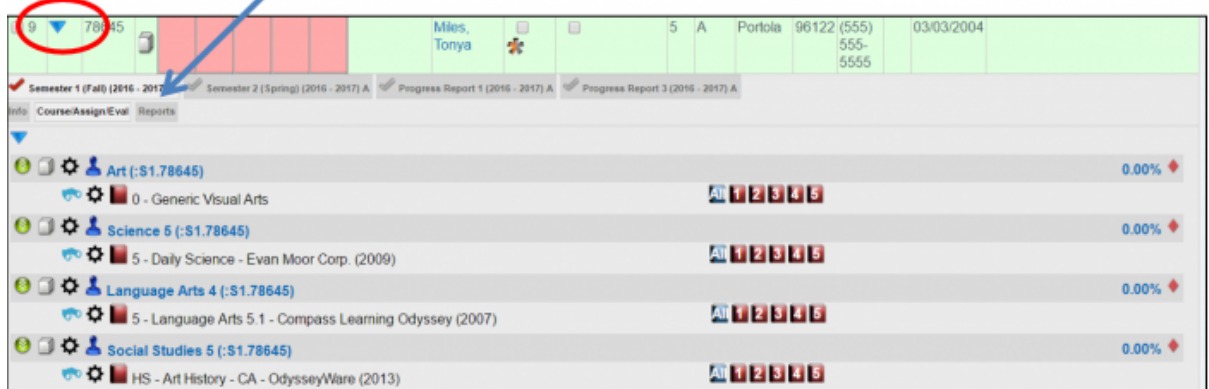 9 78645 Miles, 5 A Portola 96122 (555) 03/03/2004
Tonya 555-
5555
Semester 1 (Fall) (2016 - 2017) Semester 2 (Spring) (2016 - 2017) A Progress Report 1 (2016 - 2017) A Progress Report 3 (2016 - 2017) A
Info Course/Assign/Eval Reports
Art (:S1.78645) 0.00%
0 - Generic Visual Arts All 1 2 3 4 5
Science 5 (:S1.78645) 0.00%
5 - Daily Science - Evan Moor Corp. (2009) All 1 2 3 4 5
Language Arts 4 (:S1.78645) 0.00%
5 - Language Arts 5.1 - Compass Learning Odyssey (2007) All 1 2 3 4 5
Social Studies 5 (:S1.78645) 0.00%
HS - Art History - CA - OdysseyWare (2013) All 1 2 3 4 5